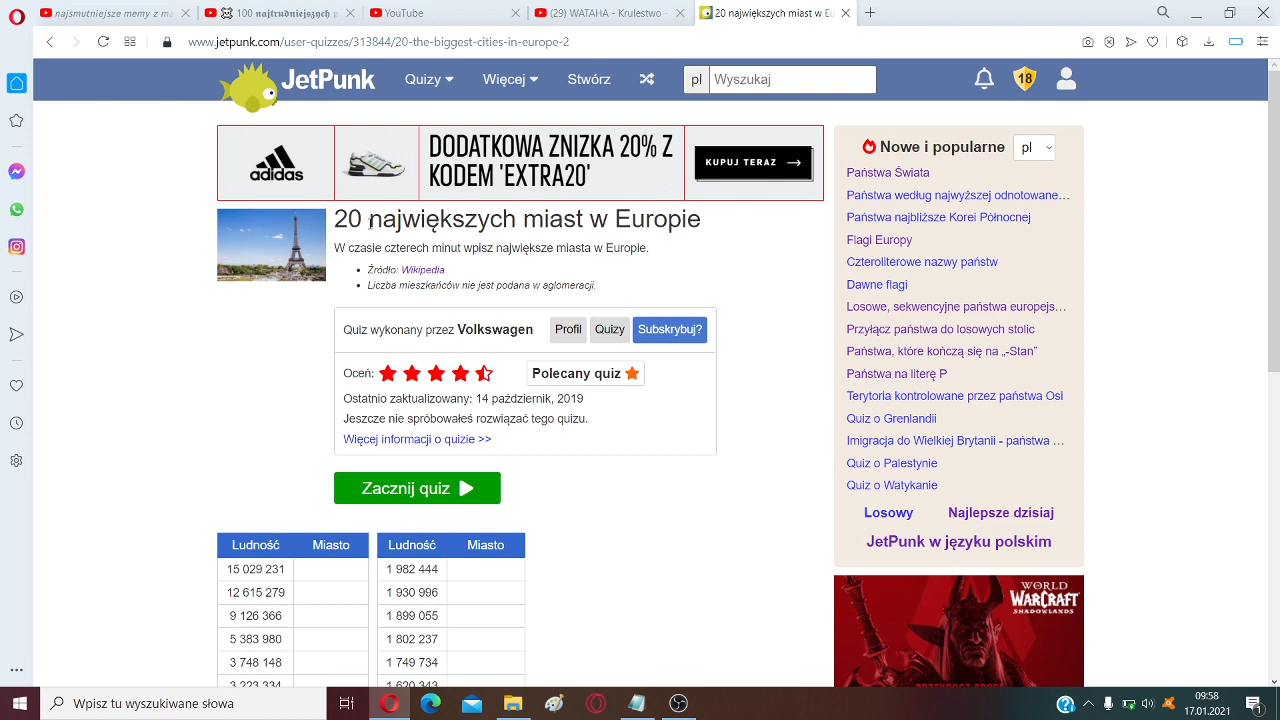 najśmieszniejsze memy z m
100 najtrudniejszych p
YouTube
(29) WATAHA - Krulestwo -
20 największych miast w Eu
www.jetpunk.com/user-quizzes/313844/20-the-biggest-cities-in-europe-2
JetPunk
Quizy
Więcej
Stwórz
pl
Wyszukaj
18
adidas
DODATKOWA ZNIZKA 20% Z
KODEM 'EXTRA20'
KUPUJ TERAZ
20 największych miast w Europie
W czasie czterech minut wpisz największe miasta w Europie.
Źródło: Wikipedia
Liczba mieszkańców nie jest podana w aglomeracji.
Quiz wykonany przez Volkswagen
Profil
Quizy
Subskrybuj?
Oceń:
Polecany quiz
Ostatnio zaktualizowany: 14 październik, 2019
Jeszcze nie spróbowałeś rozwiązać tego quizu.
Więcej informacji o quizie >>
Zacznij quiz
Ludność Miasto Ludność Miasto
15 029 231 1 982 444
12 615 279 1 930 996
9 126 366 1 899 055
5 383 980 1 802 237
3 748 148 1 749 734
3 223 334 1 620 343
Nowe i popularne
pl
Państwa Świata
Państwa według najwyższej odnotowane…
Państwa najbliższe Korei Północnej
Flagi Europy
Czteroliterowe nazwy państw
Dawne flagi
Losowe, sekwencyjne państwa europejs…
Przyłącz państwa do losowych stolic
Państwa, które kończą się na „-Stan”
Państwa na literę P
Terytoria kontrolowane przez państwa Osi
Quiz o Grenlandii
Imigracja do Wielkiej Brytanii - państwa …
Quiz o Palestynie
Quiz o Watykanie
Losowy
Najlepsze dzisiaj
JetPunk w języku polskim
WORLD
WARCRAFT
SHADOWLANDS
Wpisz tu wyszukiwane słowa
09:58
17.01.2021